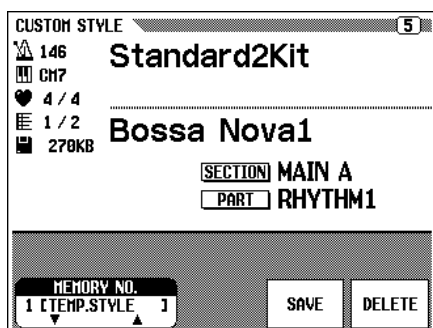 CUSTOM STYLE 5
146
CM7
4/4
1/2
270KB
Standard2Kit
Bossa Nova1
SECTION MAIN A
PART RHYTHM1
MEMORY NO.
1 [TEMP.STYLE ]
SAVE
DELETE